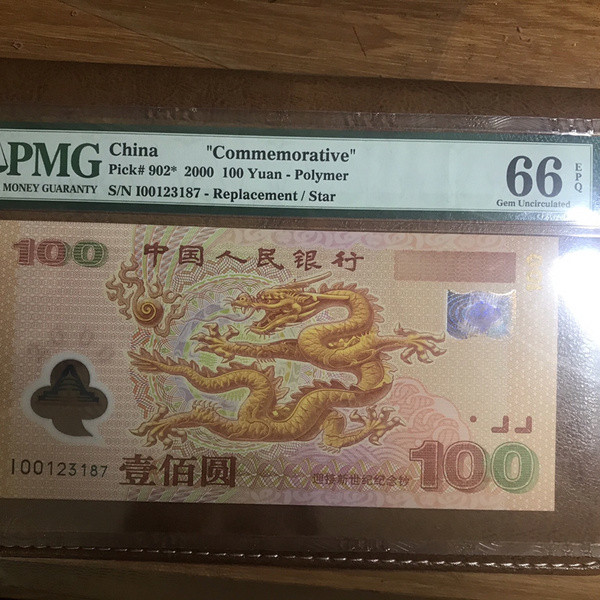 PMG
MONEY GUARANTY
China "Commemorative"
Pick# 902* 2000 100 Yuan - Polymer
S/N I00123187 - Replacement / Star
66 EPQ
Gem Uncirculated
100 中国人民银行
I00123187 壹佰圆
迎接新世纪纪念钞 100